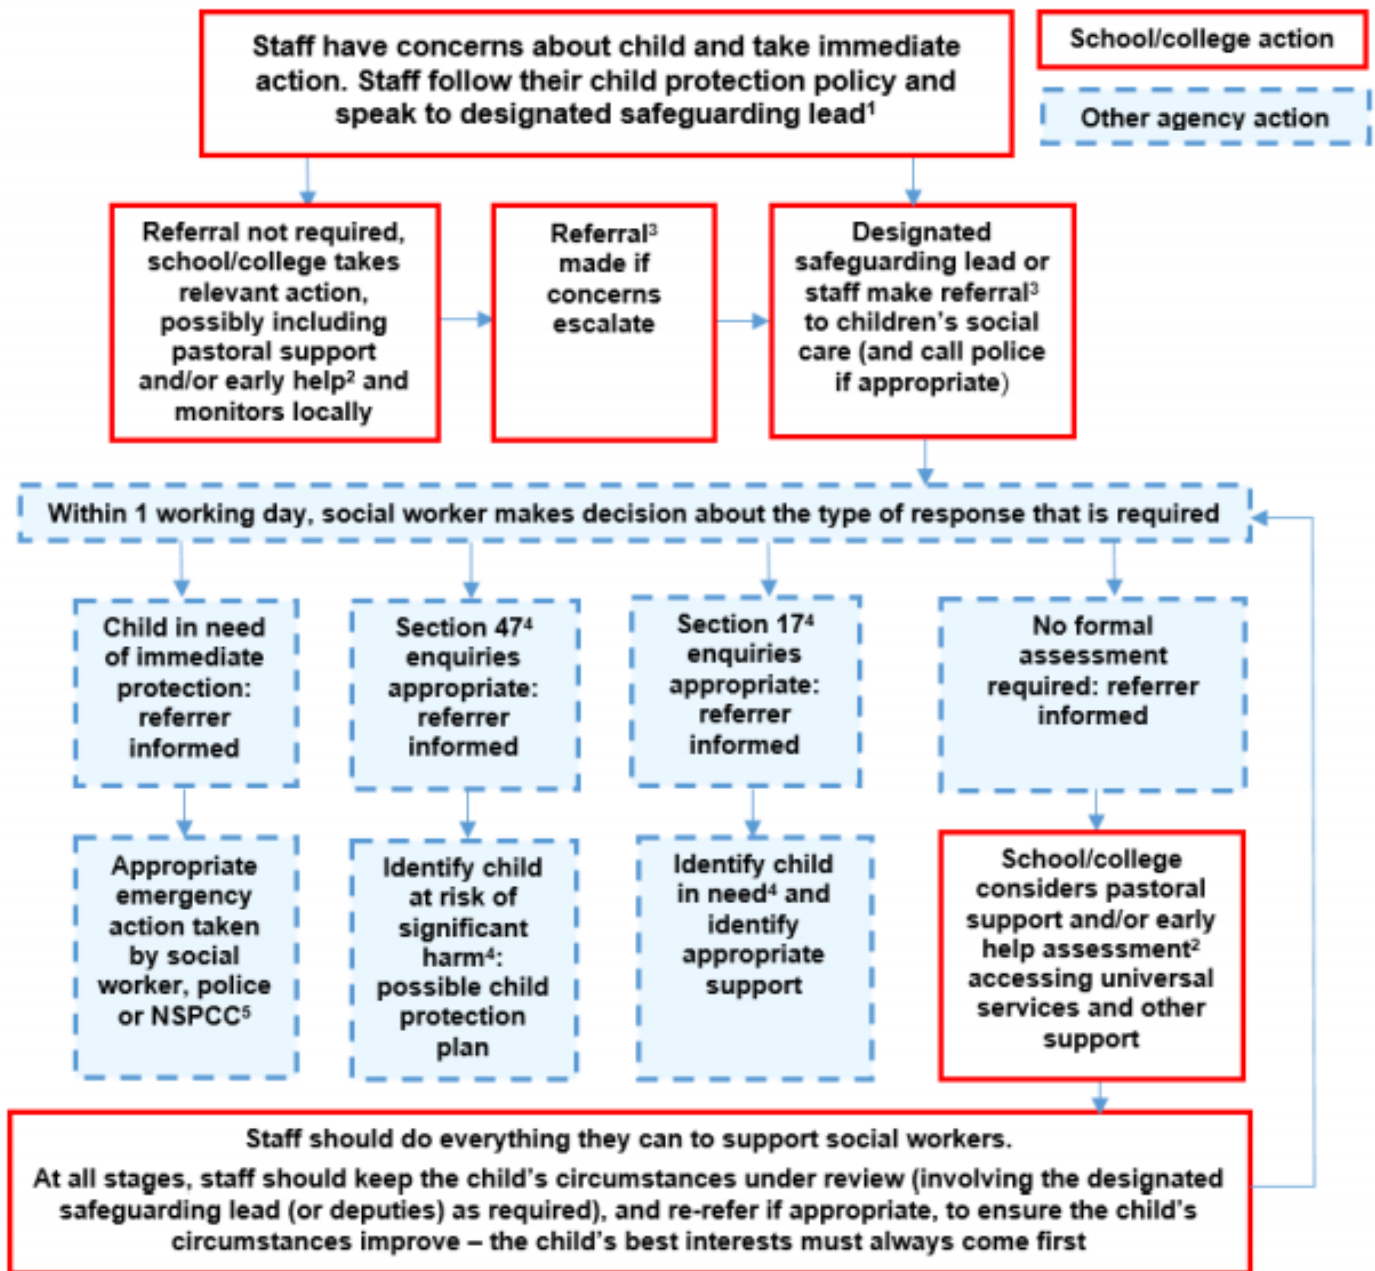 Staff have concerns about child and take immediate
action. Staff follow their child protection policy and
speak to designated safeguarding lead¹
School/college action
Other agency action
Referral not required,
school/college takes
relevant action,
possibly including
pastoral support
and/or early help² and
monitors locally
Referral³
made if
concerns
escalate
Designated
safeguarding lead or
staff make referral³
to children's social
care (and call police
if appropriate)
Within 1 working day, social worker makes decision about the type of response that is required
Child in need
of immediate
protection:
referrer
informed
Section 47⁴
enquiries
appropriate:
referrer
informed
Section 17⁴
enquiries
appropriate:
referrer
informed
No formal
assessment
required: referrer
informed
Appropriate
emergency
action taken
by social
worker, police
or NSPCC⁵
Identify child
at risk of
significant
harm⁴:
possible child
protection
plan
Identify child
in need⁴ and
identify
appropriate
support
School/college
considers pastoral
support and/or early
help assessment²
accessing universal
services and other
support
Staff should do everything they can to support social workers.
At all stages, staff should keep the child's circumstances under review (involving the designated
safeguarding lead (or deputies) as required), and re-refer if appropriate, to ensure the child's
circumstances improve – the child's best interests must always come first